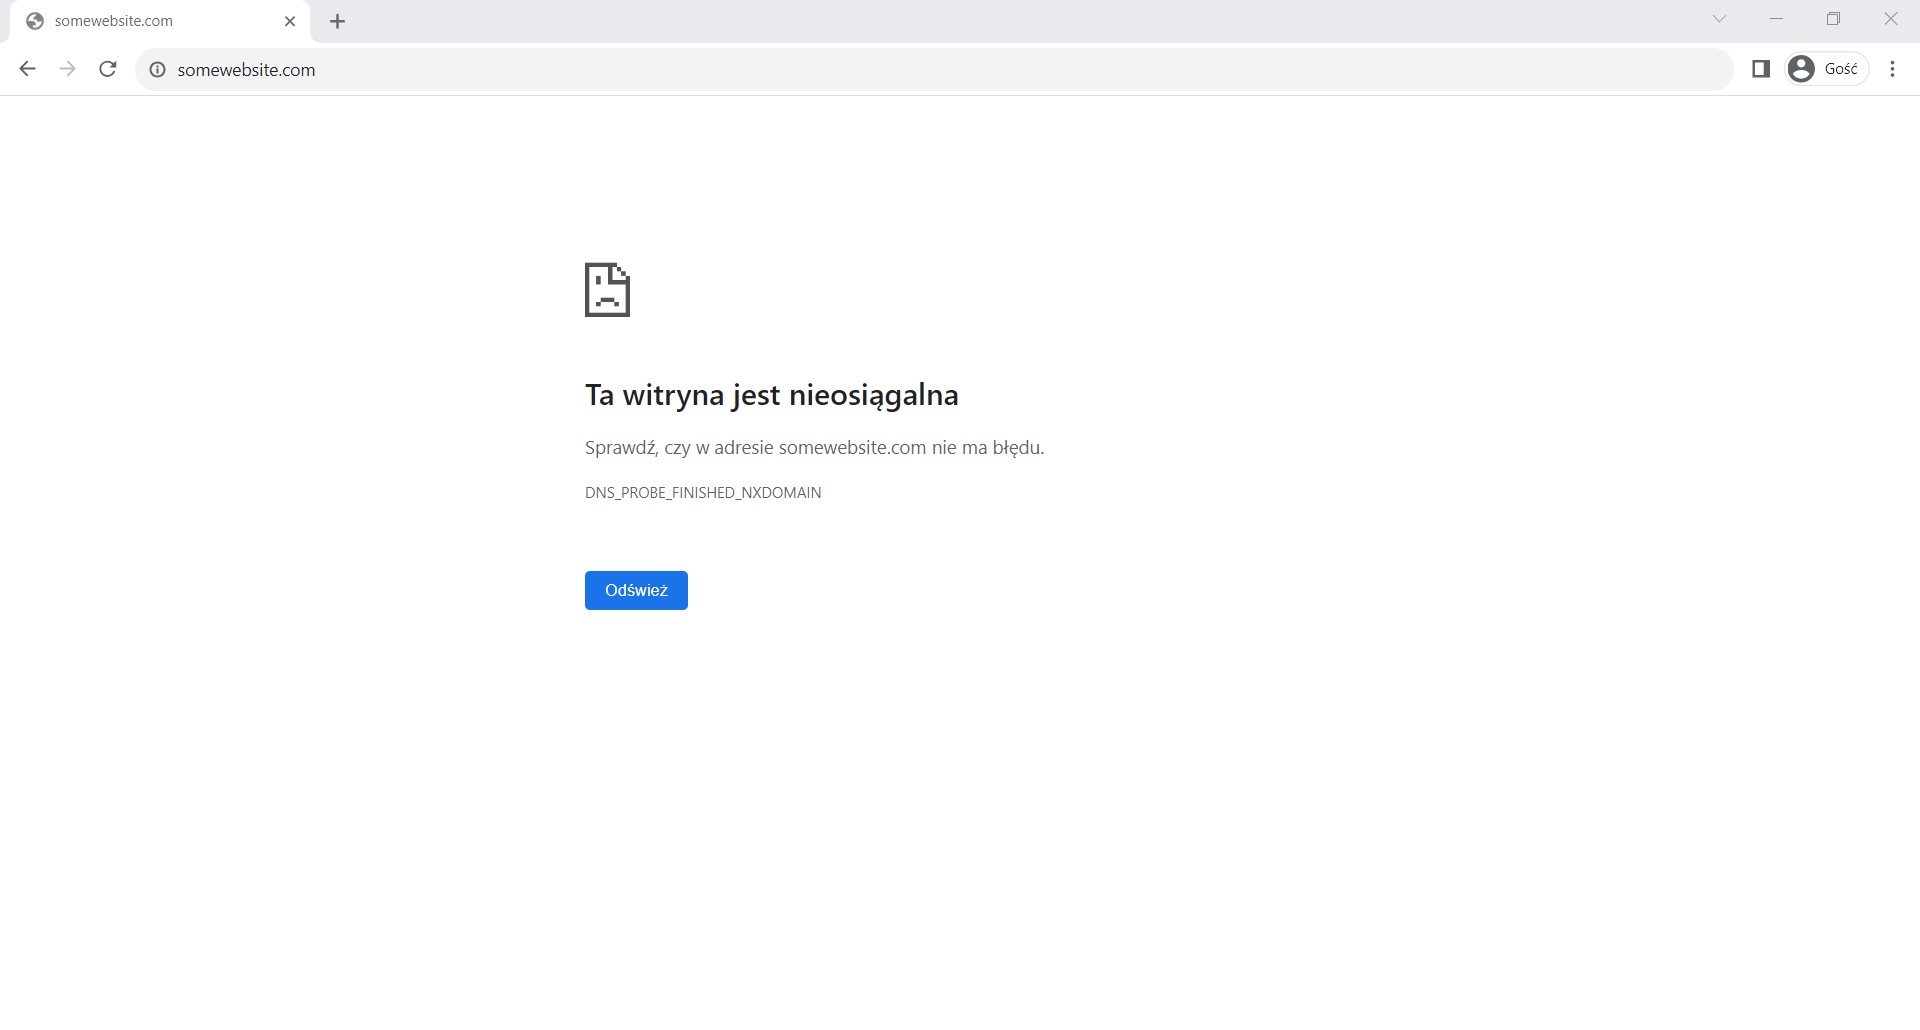 somewebsite.com
somewebsite.com
Gość
Ta witryna jest nieosiągalna
Sprawdź, czy w adresie somewebsite.com nie ma błędu.
DNS_PROBE_FINISHED_NXDOMAIN
Odśwież